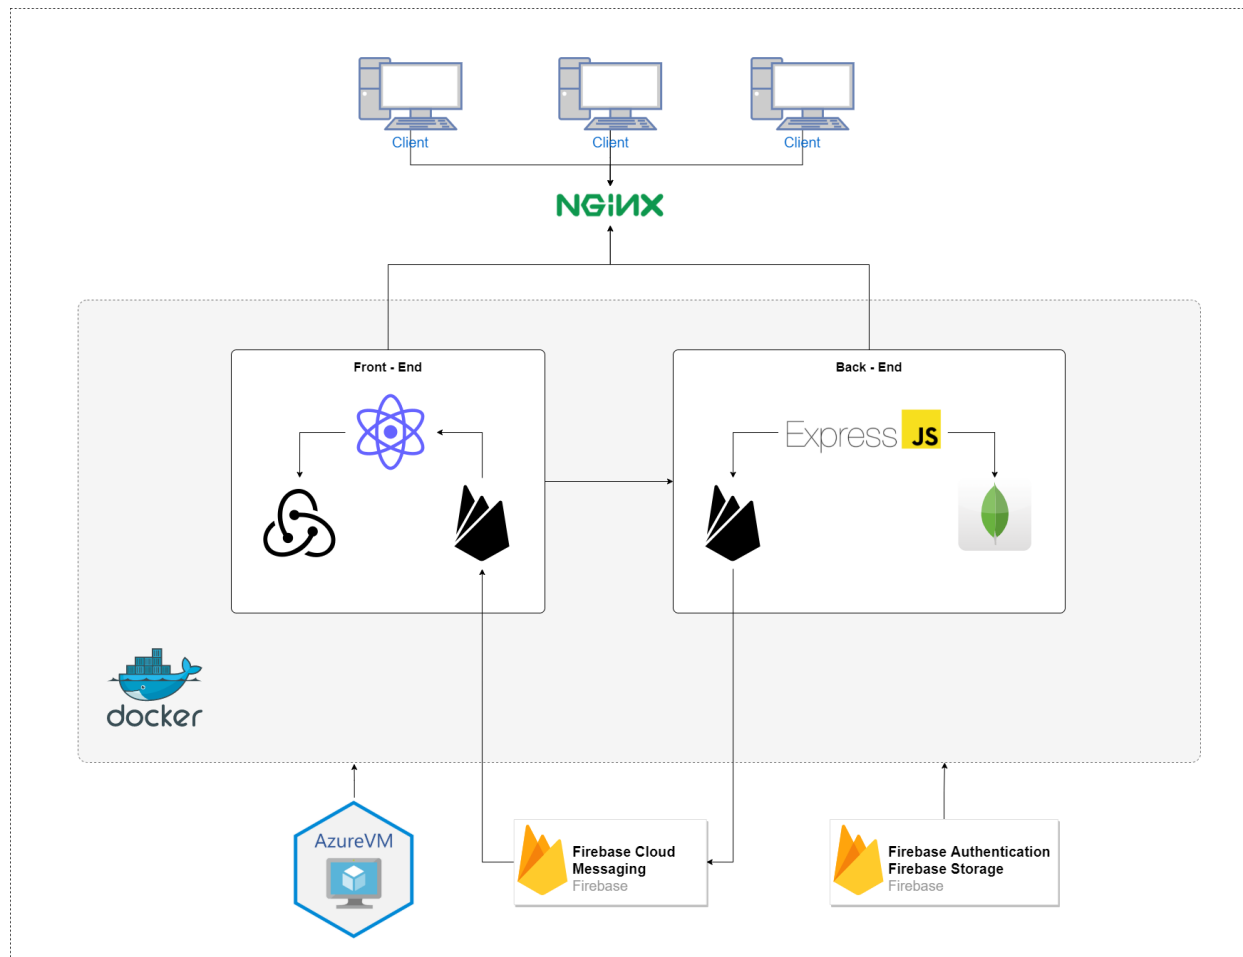 Client
Client
Client
NGiNX
Front - End
Back - End
Express JS
docker
AzureVM
Firebase Cloud
Messaging
Firebase
Firebase Authentication
Firebase Storage
Firebase